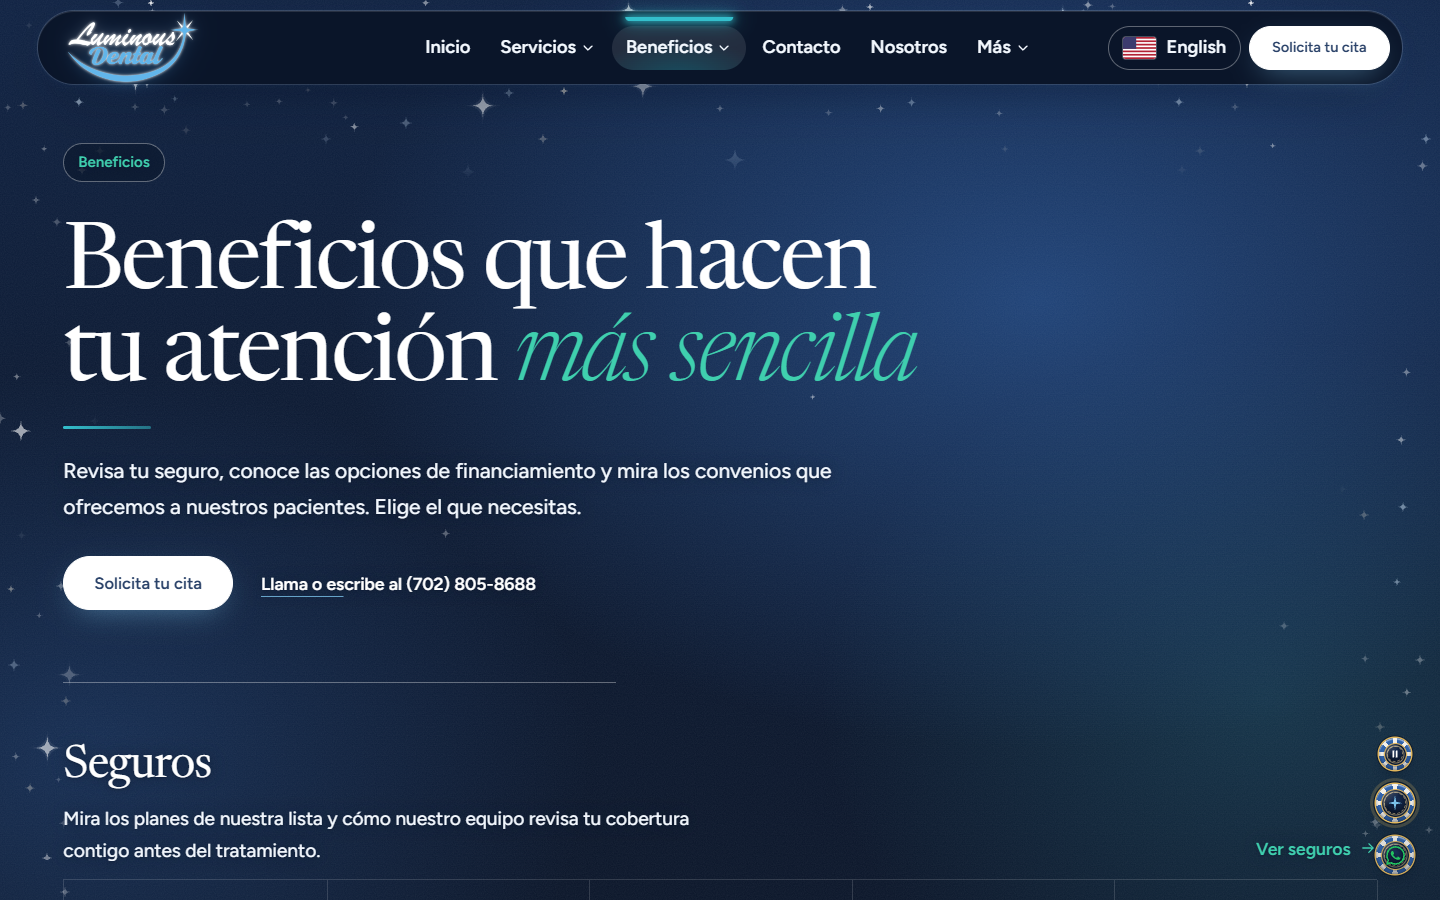 Luminous
Dental
Inicio
Servicios
Beneficios
Contacto
Nosotros
Más
English
Solicita tu cita
Beneficios
Beneficios que hacen
tu atención más sencilla
Revisa tu seguro, conoce las opciones de financiamiento y mira los convenios que
ofrecemos a nuestros pacientes. Elige el que necesitas.
Solicita tu cita
Llama o escribe al (702) 805-8688
Seguros
Mira los planes de nuestra lista y cómo nuestro equipo revisa tu cobertura
contigo antes del tratamiento.
Ver seguros